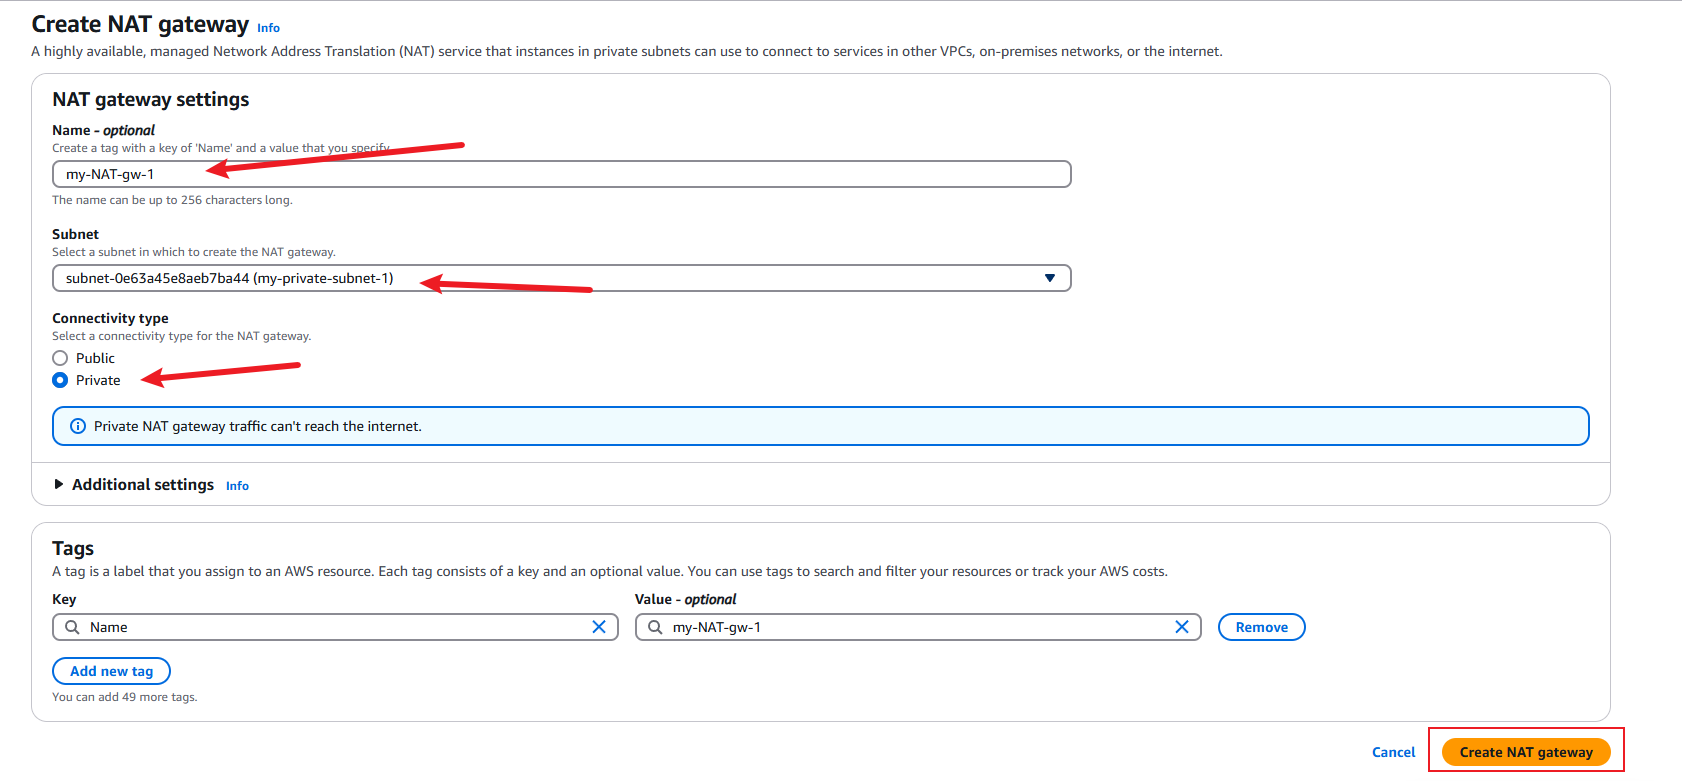 Create NAT gateway Info
A highly available, managed Network Address Translation (NAT) service that instances in private subnets can use to connect to services in other VPCs, on-premises networks, or the internet.
NAT gateway settings
Name - optional
Create a tag with a key of 'Name' and a value that you specify.
my-NAT-gw-1
The name can be up to 256 characters long.
Subnet
Select a subnet in which to create the NAT gateway.
subnet-0e63a45e8aeb7ba44 (my-private-subnet-1)
Connectivity type
Select a connectivity type for the NAT gateway.
Public
Private
Private NAT gateway traffic can't reach the internet.
Additional settings Info
Tags
A tag is a label that you assign to an AWS resource. Each tag consists of a key and an optional value. You can use tags to search and filter your resources or track your AWS costs.
Key Value - optional
Name my-NAT-gw-1 Remove
Add new tag
You can add 49 more tags.
Cancel Create NAT gateway